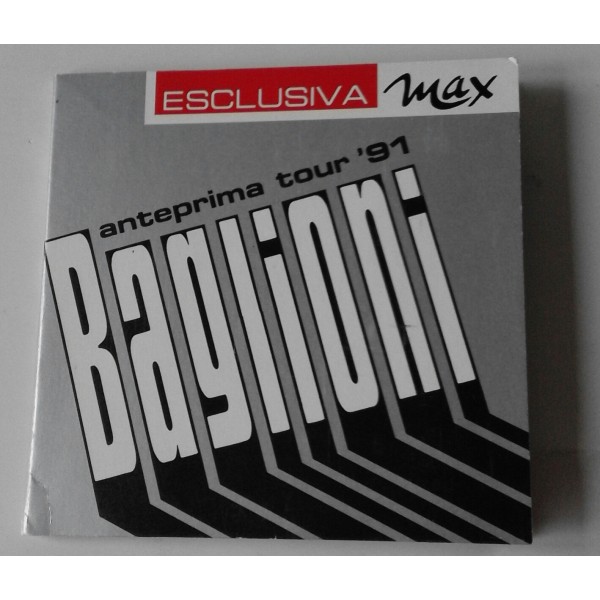 ESCLUSIVA max
anteprima tour '91
Baglioni